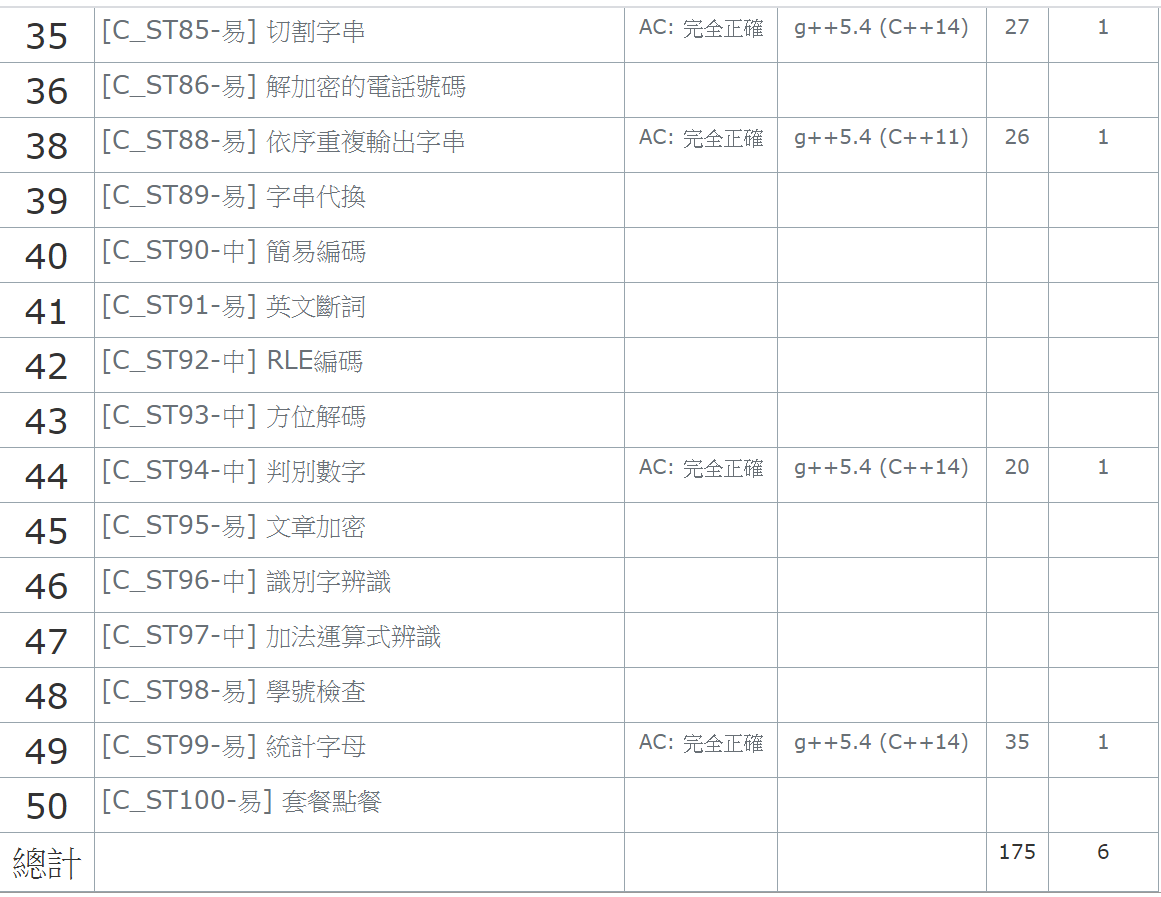 35 [C_ST85-易] 切割字串 AC: 完全正確 g++5.4 (C++14) 27 1
36 [C_ST86-易] 解加密的電話號碼
38 [C_ST88-易] 依序重複輸出字串 AC: 完全正確 g++5.4 (C++11) 26 1
39 [C_ST89-易] 字串代換
40 [C_ST90-中] 簡易編碼
41 [C_ST91-易] 英文斷詞
42 [C_ST92-中] RLE編碼
43 [C_ST93-中] 方位解碼
44 [C_ST94-中] 判別數字 AC: 完全正確 g++5.4 (C++14) 20 1
45 [C_ST95-易] 文章加密
46 [C_ST96-中] 識別字辨識
47 [C_ST97-中] 加法運算式辨識
48 [C_ST98-易] 學號檢查
49 [C_ST99-易] 統計字母 AC: 完全正確 g++5.4 (C++14) 35 1
50 [C_ST100-易] 套餐點餐
總計 175 6